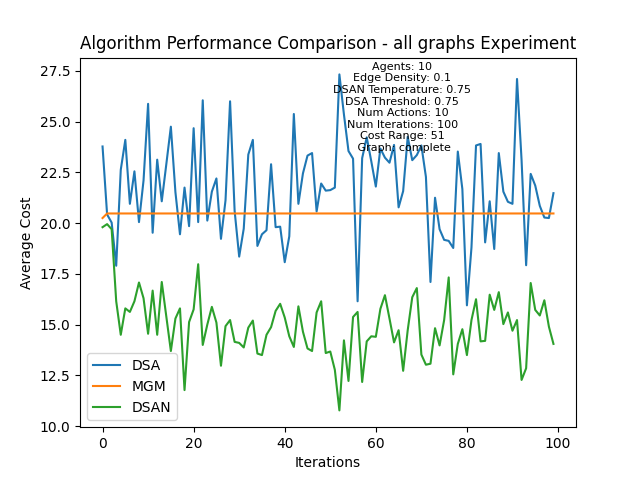 Algorithm Performance Comparison - all graphs Experiment
Agents: 10
Edge Density: 0.1
DSAN Temperature: 0.75
DSA Threshold: 0.75
Num Actions: 10
Num Iterations: 100
Cost Range: 51
Graph: Complete
27.5
25.0
22.5
20.0
17.5
15.0
12.5
10.0
Average Cost
DSA
MGM
DSAN
0 20 40 60 80 100
Iterations